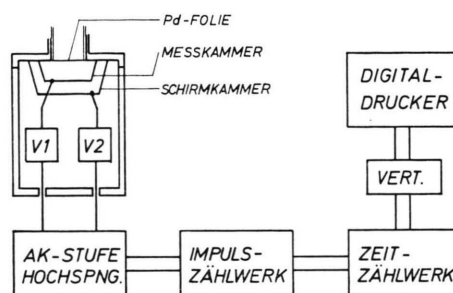 Pd-FOLIE
MESSKAMMER
SCHIRMKAMMER
V1
V2
DIGITAL-
DRUCKER
VERT.
AK-STUFE
HOCHSPNG.
IMPULS-
ZÄHLWERK
ZEIT-
ZÄHLWERK